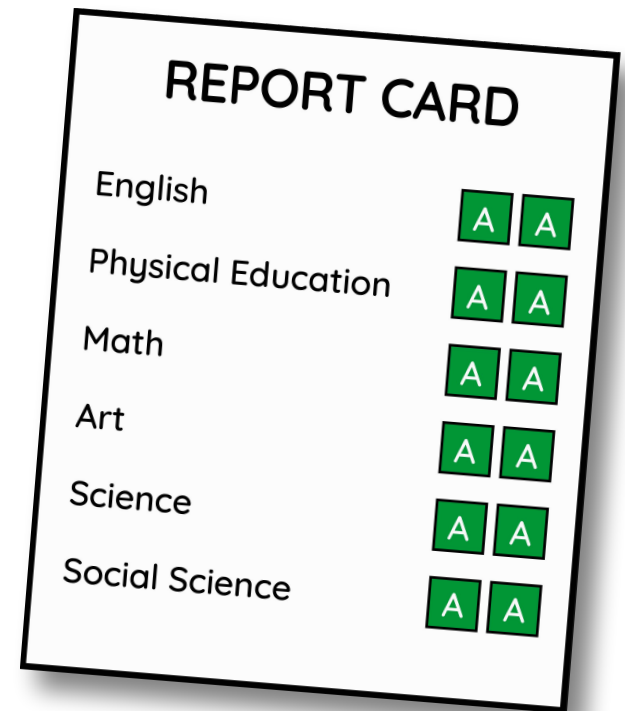 REPORT CARD
English A A
Physical Education A A
Math A A
Art A A
Science A A
Social Science A A